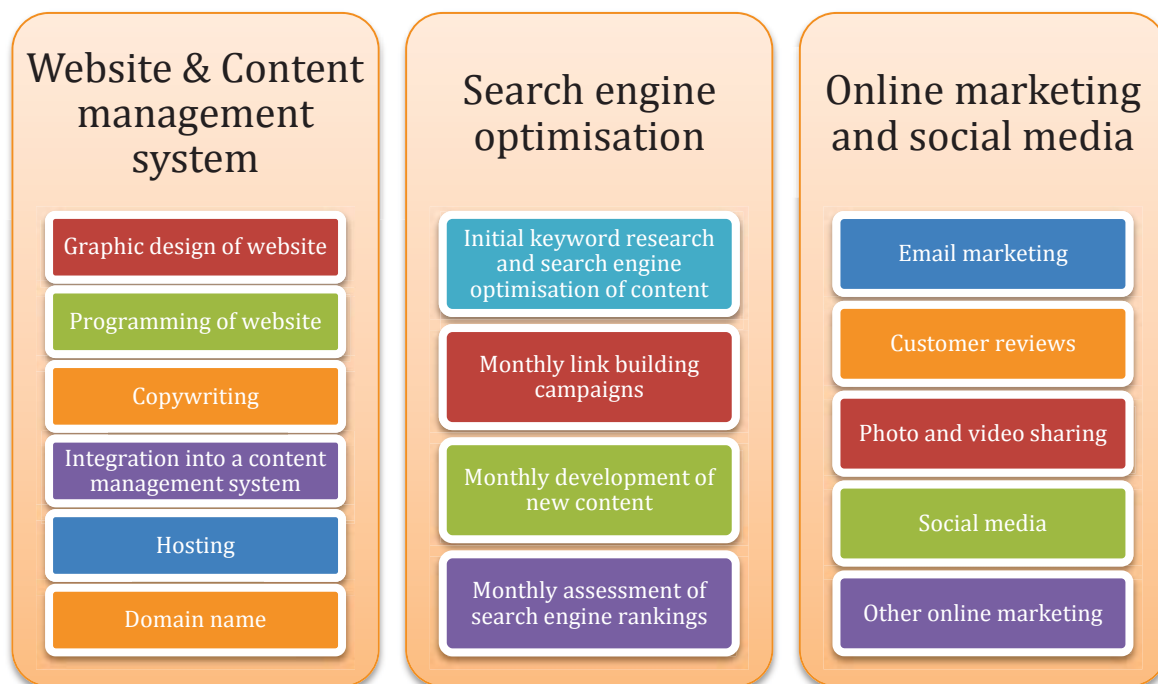 Website & Content
management
system
Graphic design of website
Programming of website
Copywriting
Integration into a content
management system
Hosting
Domain name
Search engine
optimisation
Initial keyword research
and search engine
optimisation of content
Monthly link building
campaigns
Monthly development of
new content
Monthly assessment of
search engine rankings
Online marketing
and social media
Email marketing
Customer reviews
Photo and video sharing
Social media
Other online marketing